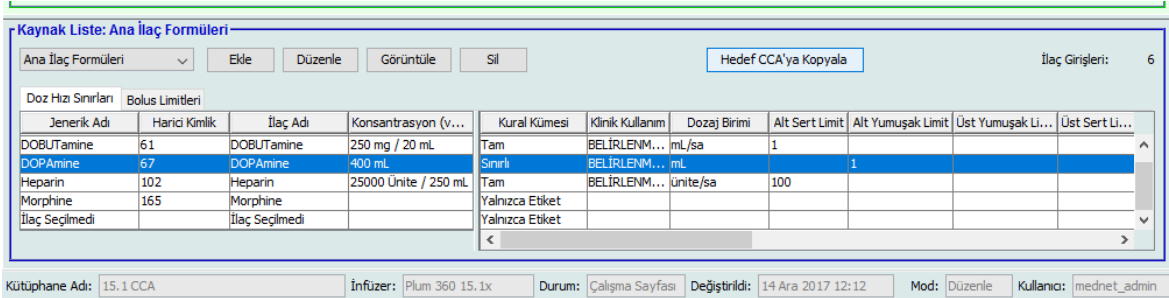 Kaynak Liste: Ana İlaç Formüleri
Ana İlaç Formüleri Ekle Düzenle Görüntüle Sil Hedef CCA'ya Kopyala İlaç Girişleri: 6
Doz Hızı Sınırları Bolus Limitleri
Jenerik Adı Harici Kimlik İlaç Adı Konsantrasyon (v... Kural Kümesi Klinik Kullanım Dozaj Birimi Alt Sert Limit Alt Yumuşak Limit Üst Yumuşak Li... Üst Sert Li...
DOBUTamine 61 DOBUTamine 250 mg / 20 mL Tam BELİRLENM... mL/sa 1
DOPAmine 67 DOPAmine 400 mL Sınırlı BELİRLENM... mL 1
Heparin 102 Heparin 25000 Ünite / 250 mL Tam BELİRLENM... ünite/sa 100
Morphine 165 Morphine Yalnızca Etiket
İlaç Seçilmedi İlaç Seçilmedi Yalnızca Etiket
Kütüphane Adı: 15.1 CCA İnfüzer: Plum 360 15.1x Durum: Çalışma Sayfası Değiştirildi: 14 Ara 2017 12:12 Mod: Düzenle Kullanıcı: mednet_admin